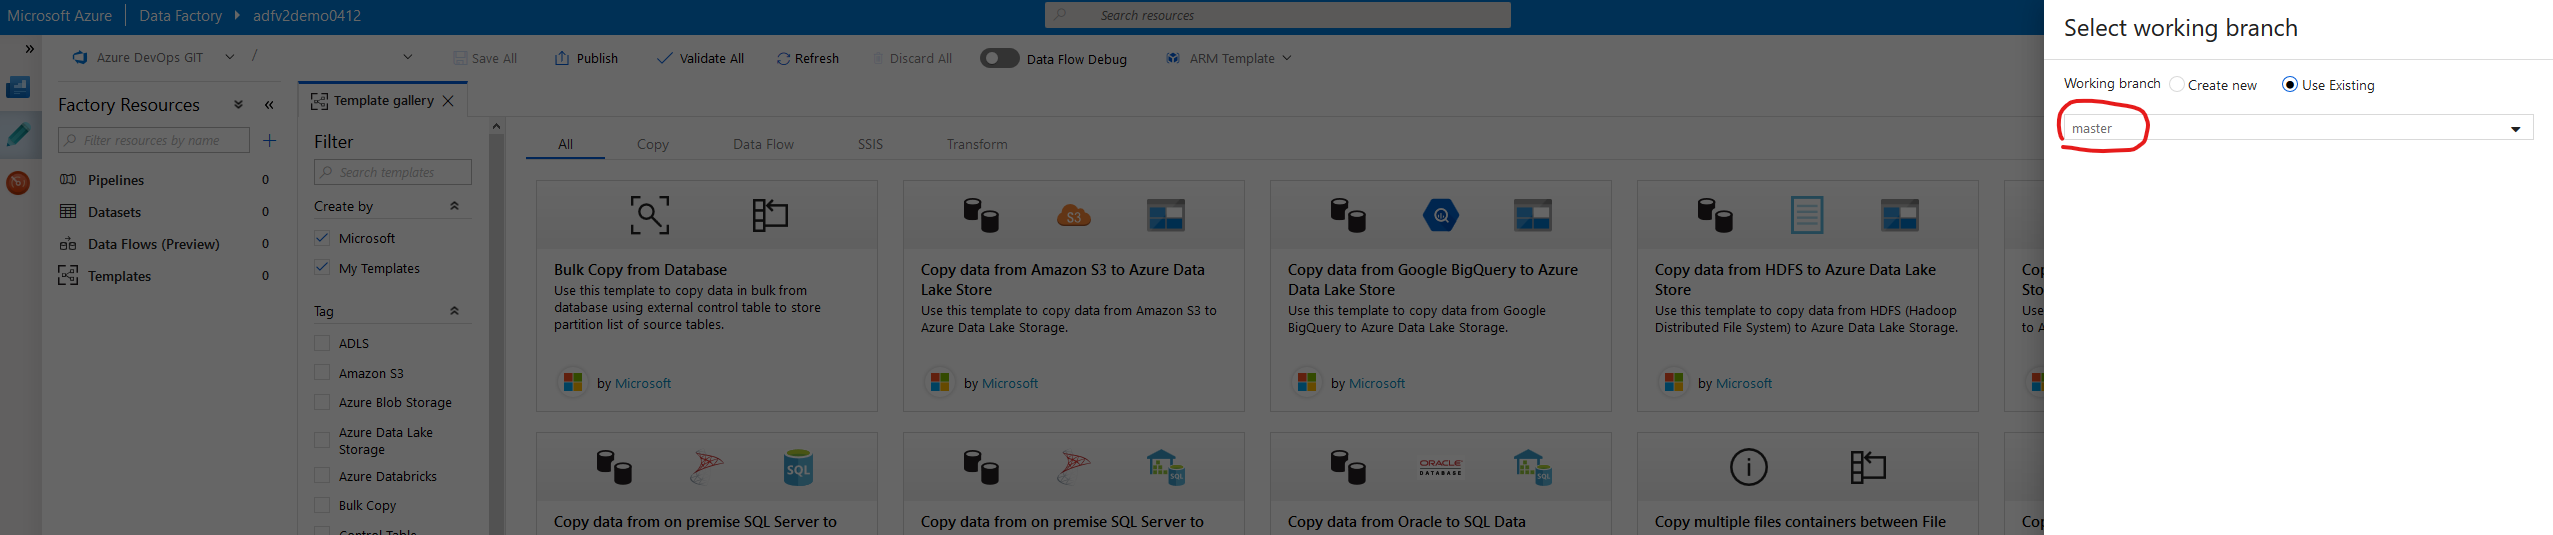 Microsoft Azure
Data Factory
adfv2demo0412
Search resources
Azure DevOps GIT
/
Save All
Publish
Validate All
Refresh
Discard All
Data Flow Debug
ARM Template
Factory Resources
Filter resources by name
Pipelines 0
Datasets 0
Data Flows (Preview) 0
Templates 0
Template gallery
Filter
Search templates
Create by
Microsoft
My Templates
Tag
ADLS
Amazon S3
Azure Blob Storage
Azure Data Lake
Storage
Azure Databricks
Bulk Copy
Control Table
All
Copy
Data Flow
SSIS
Transform
Bulk Copy from Database
Use this template to copy data in bulk from
database using external control table to store
partition list of source tables.
by Microsoft
S3
Copy data from Amazon S3 to Azure Data
Lake Store
Use this template to copy data from Amazon S3 to
Azure Data Lake Storage.
by Microsoft
Copy data from Google BigQuery to Azure
Data Lake Store
Use this template to copy data from Google
BigQuery to Azure Data Lake Storage.
by Microsoft
Copy data from HDFS to Azure Data Lake
Store
Use this template to copy data from HDFS (Hadoop
Distributed File System) to Azure Data Lake Storage.
by Microsoft
Cop
Sto
Use
to A
SQL
Copy data from on premise SQL Server to
Copy data from on premise SQL Server to
ORACLE
DATABASE
Copy data from Oracle to SQL Data
Copy multiple files containers between File
Cop
Select working branch
Working branch
Create new
Use Existing
master